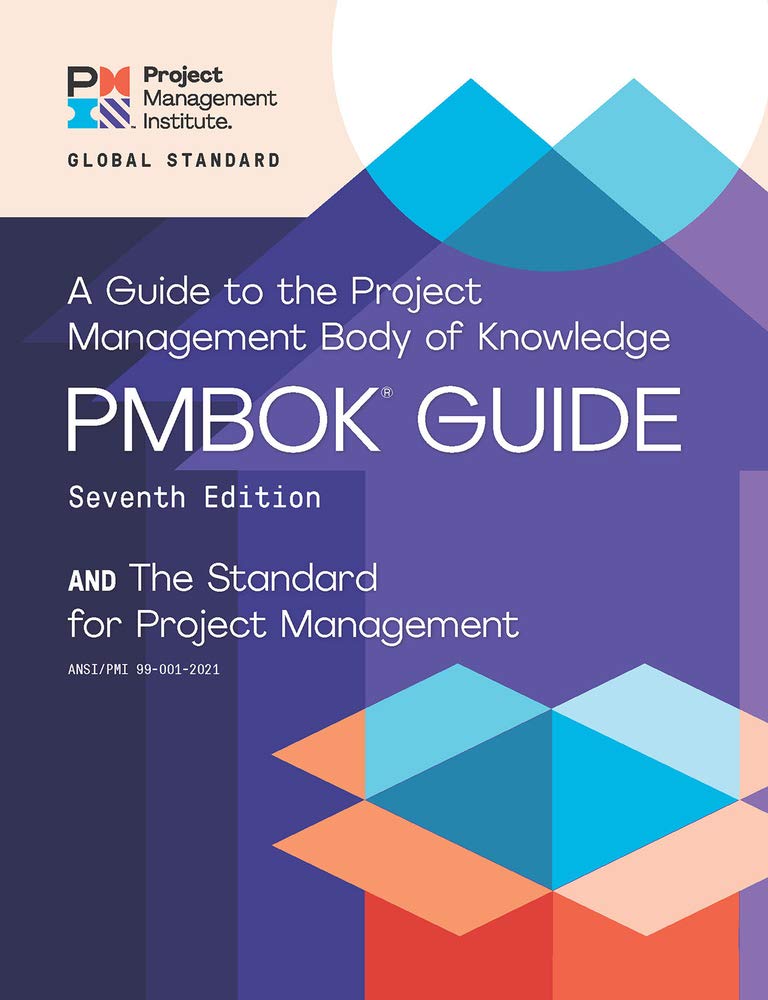 PM
Project
Management
Institute.
GLOBAL STANDARD
A Guide to the Project
Management Body of Knowledge
PMBOK® GUIDE
Seventh Edition
AND The Standard
for Project Management
ANSI/PMI 99-001-2021